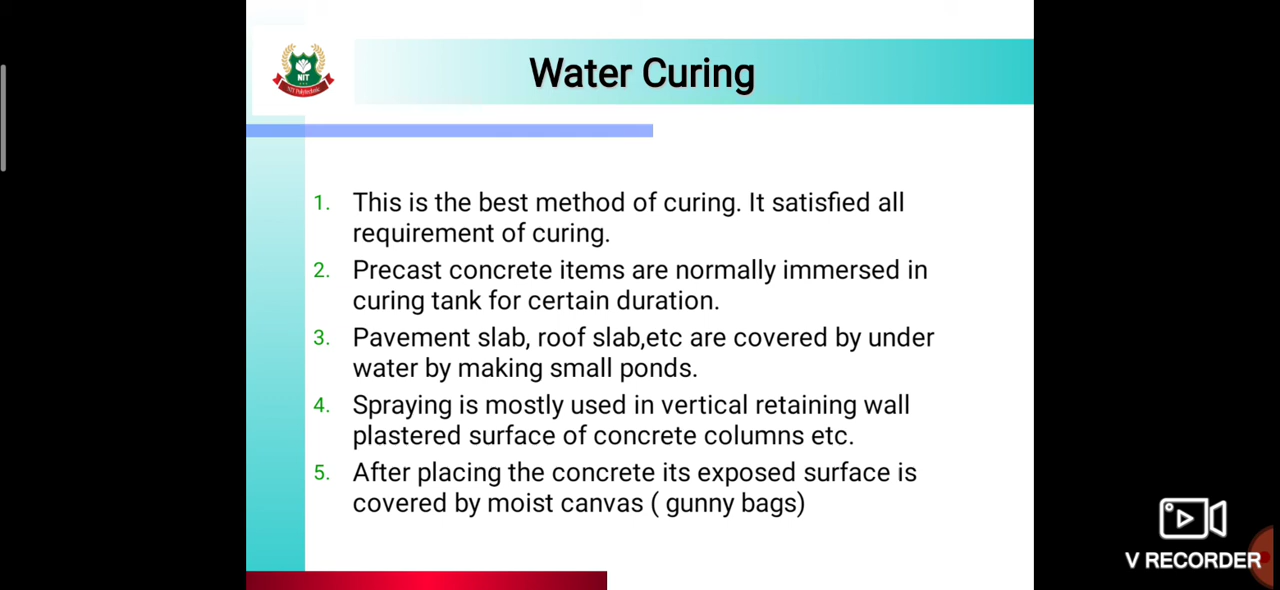 NIT
NIT Polytechnic
Water Curing
1. This is the best method of curing. It satisfied all
requirement of curing.
2. Precast concrete items are normally immersed in
curing tank for certain duration.
3. Pavement slab, roof slab,etc are covered by under
water by making small ponds.
4. Spraying is mostly used in vertical retaining wall
plastered surface of concrete columns etc.
5. After placing the concrete its exposed surface is
covered by moist canvas ( gunny bags)
V RECORDER